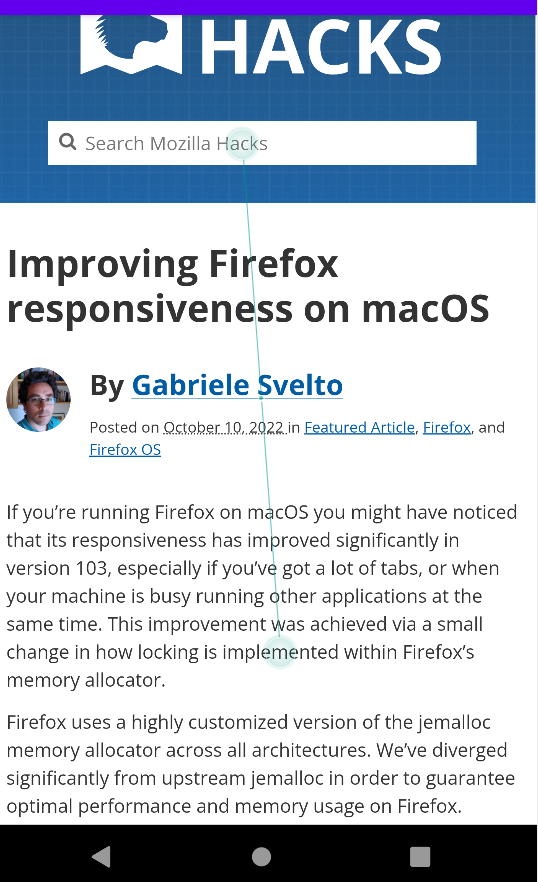 HACKS
Search Mozilla Hacks
Improving Firefox
responsiveness on macOS
By Gabriele Svelto
Posted on October 10, 2022 in Featured Article, Firefox, and
Firefox OS
If you’re running Firefox on macOS you might have noticed
that its responsiveness has improved significantly in
version 103, especially if you’ve got a lot of tabs, or when
your machine is busy running other applications at the
same time. This improvement was achieved via a small
change in how locking is implemented within Firefox’s
memory allocator.
Firefox uses a highly customized version of the jemalloc
memory allocator across all architectures. We’ve diverged
significantly from upstream jemalloc in order to guarantee
optimal performance and memory usage on Firefox.